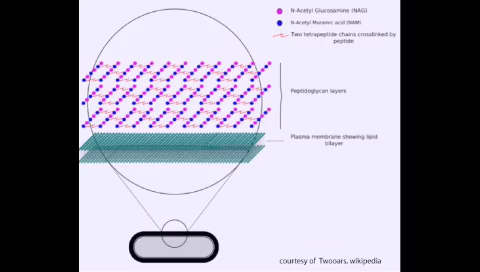 N-Acetyl Glucosamine (NAG)
N-Acetyl Muramic acid (NAM)
Two tetrapeptide chains crosslinked by
peptide
Peptidoglycan layers
Plasma membrane showing lipid
bilayer
courtesy of Twooars, wikipedia